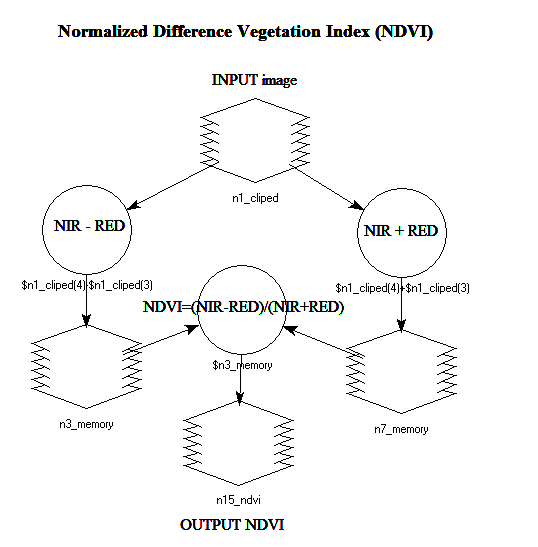 Normalized Difference Vegetation Index (NDVI)
INPUT image
n1_cliped
NIR - RED
NIR + RED
$n1_cliped(4)-$n1_cliped(3)
$n1_cliped(4)+$n1_cliped(3)
NDVI=(NIR-RED)/(NIR+RED)
$n3_memory
n3_memory
n7_memory
n15_ndvi
OUTPUT NDVI